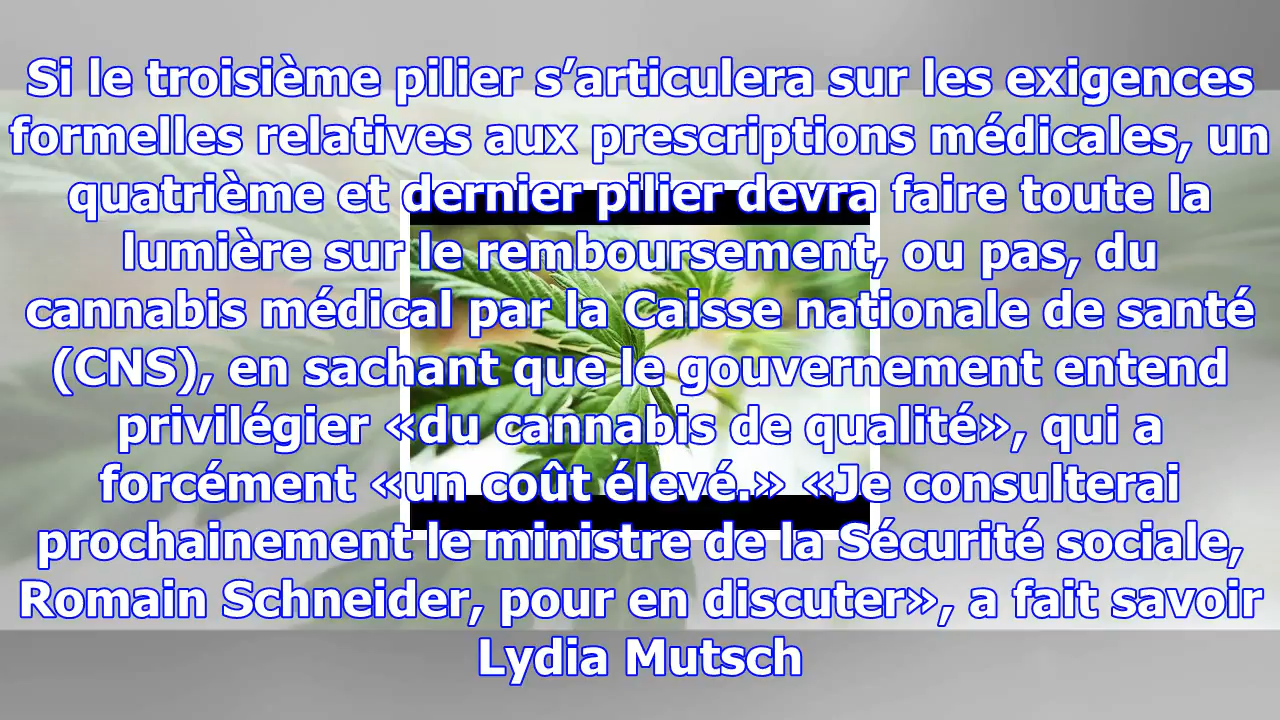 Si le troisième pilier s’articulera sur les exigences
formelles relatives aux prescriptions médicales, un
quatrième et dernier pilier devra faire toute la
lumière sur le remboursement, ou pas, du
cannabis médical par la Caisse nationale de santé
(CNS), en sachant que le gouvernement entend
privilégier «du cannabis de qualité», qui a
forcément «un coût élevé.» «Je consulterai
prochainement le ministre de la Sécurité sociale,
Romain Schneider, pour en discuter», a fait savoir
Lydia Mutsch